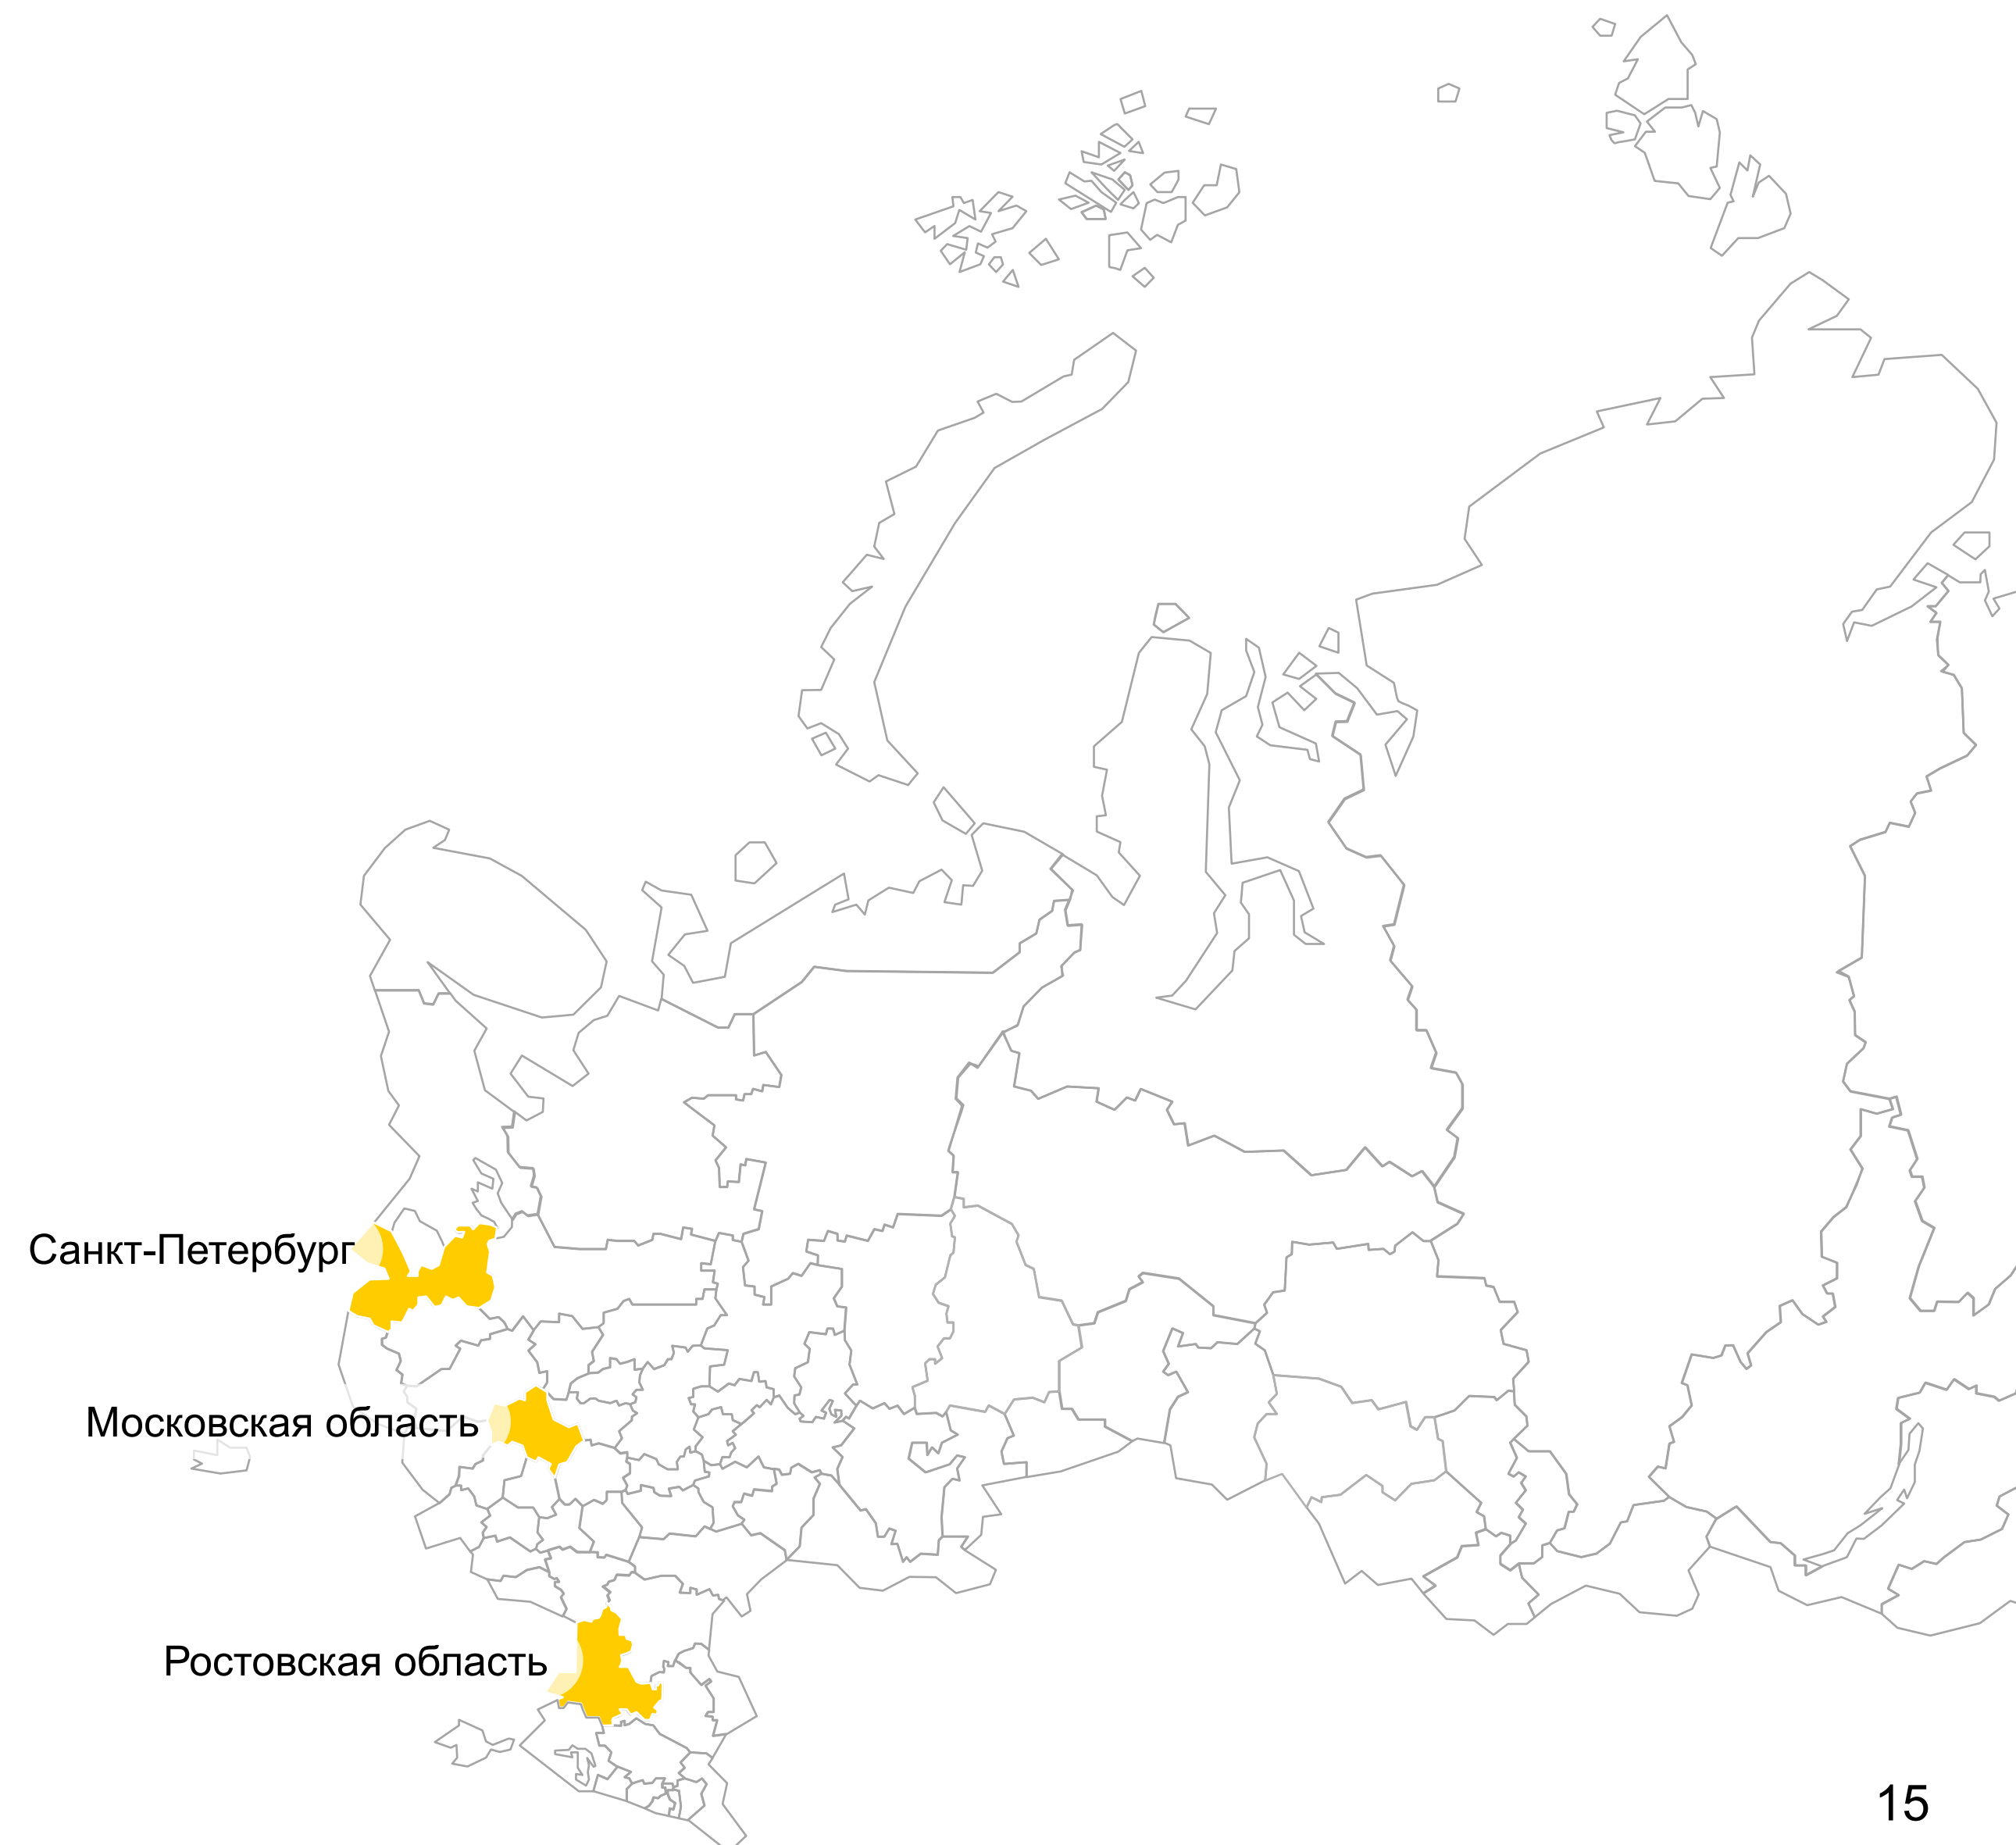 Санкт-Петербург
Московская область
Ростовская область
15